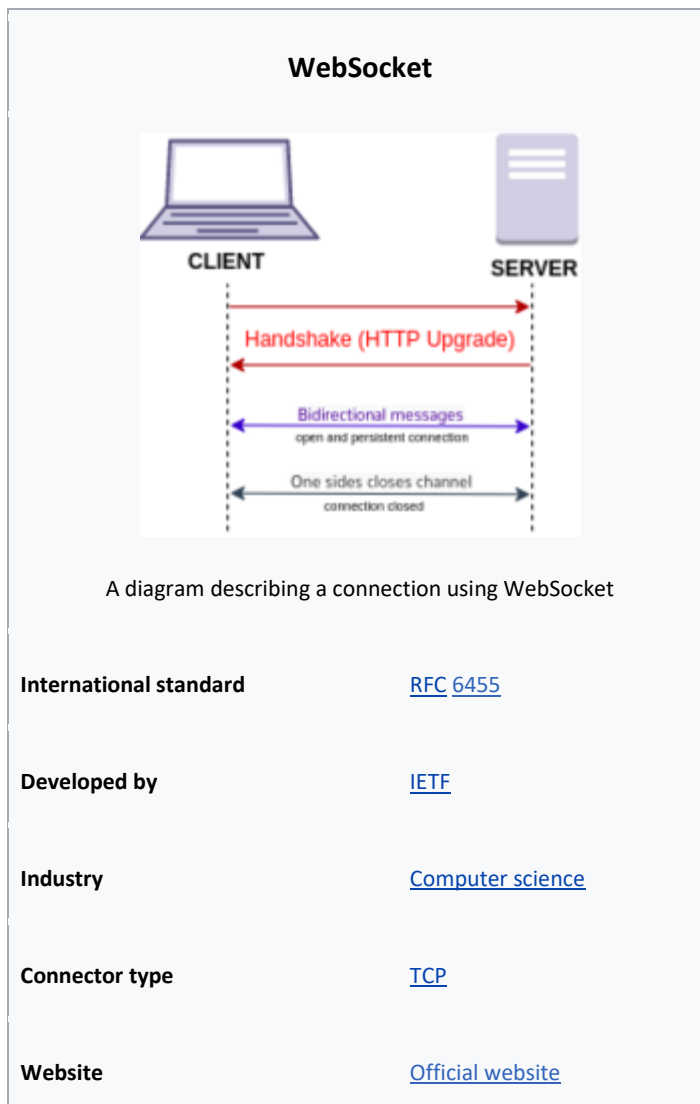 WebSocket
CLIENT
SERVER
Handshake (HTTP Upgrade)
Bidirectional messages
open and persistent connection
One sides closes channel
connection closed
A diagram describing a connection using WebSocket
International standard RFC 6455
Developed by IETF
Industry Computer science
Connector type TCP
Website Official website